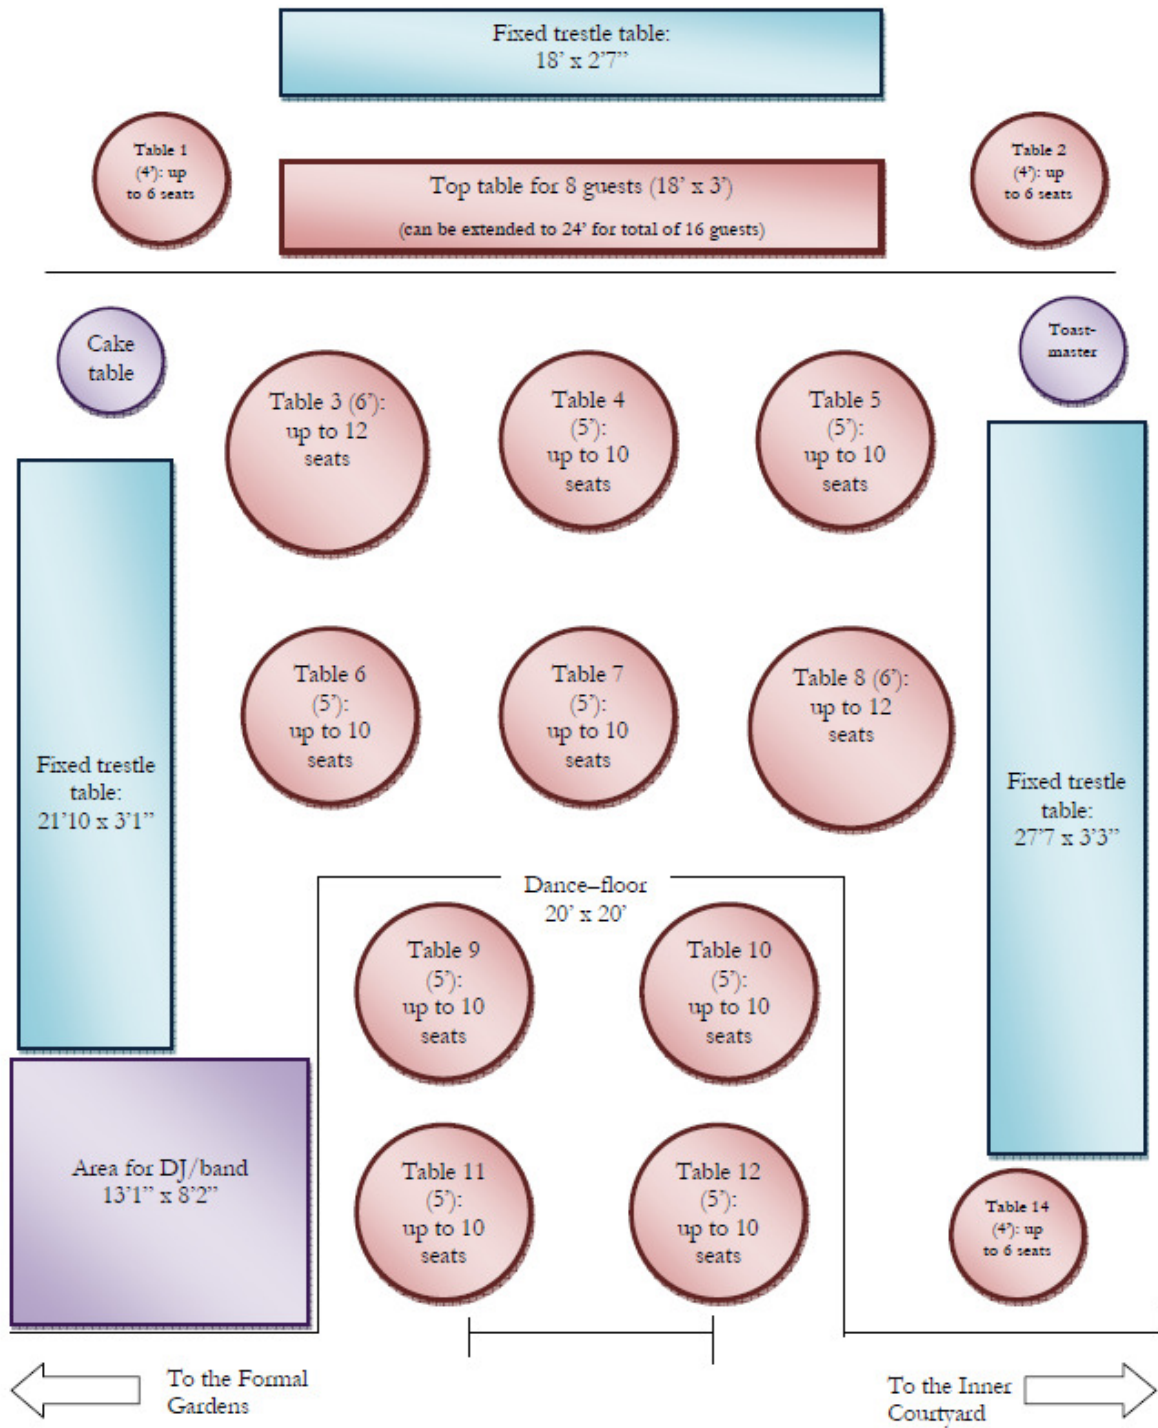 Fixed trestle table:
18’ x 2’7”
Table 1
(4’): up
to 6 seats
Top table for 8 guests (18’ x 3’)
(can be extended to 24’ for total of 16 guests)
Table 2
(4’): up
to 6 seats
Cake
table
Toast-
master
Table 3 (6’):
up to 12
seats
Table 4
(5’):
up to 10
seats
Table 5
(5’):
up to 10
seats
Table 6
(5’):
up to 10
seats
Table 7
(5’):
up to 10
seats
Table 8 (6’):
up to 12
seats
Fixed trestle
table:
21’10 x 3’1”
Fixed trestle
table:
27’7 x 3’3”
Dance–floor
20’ x 20’
Table 9
(5’):
up to 10
seats
Table 10
(5’):
up to 10
seats
Area for DJ/band
13’1” x 8’2”
Table 11
(5’):
up to 10
seats
Table 12
(5’):
up to 10
seats
Table 14
(4’): up
to 6 seats
To the Formal
Gardens
To the Inner
Courtyard